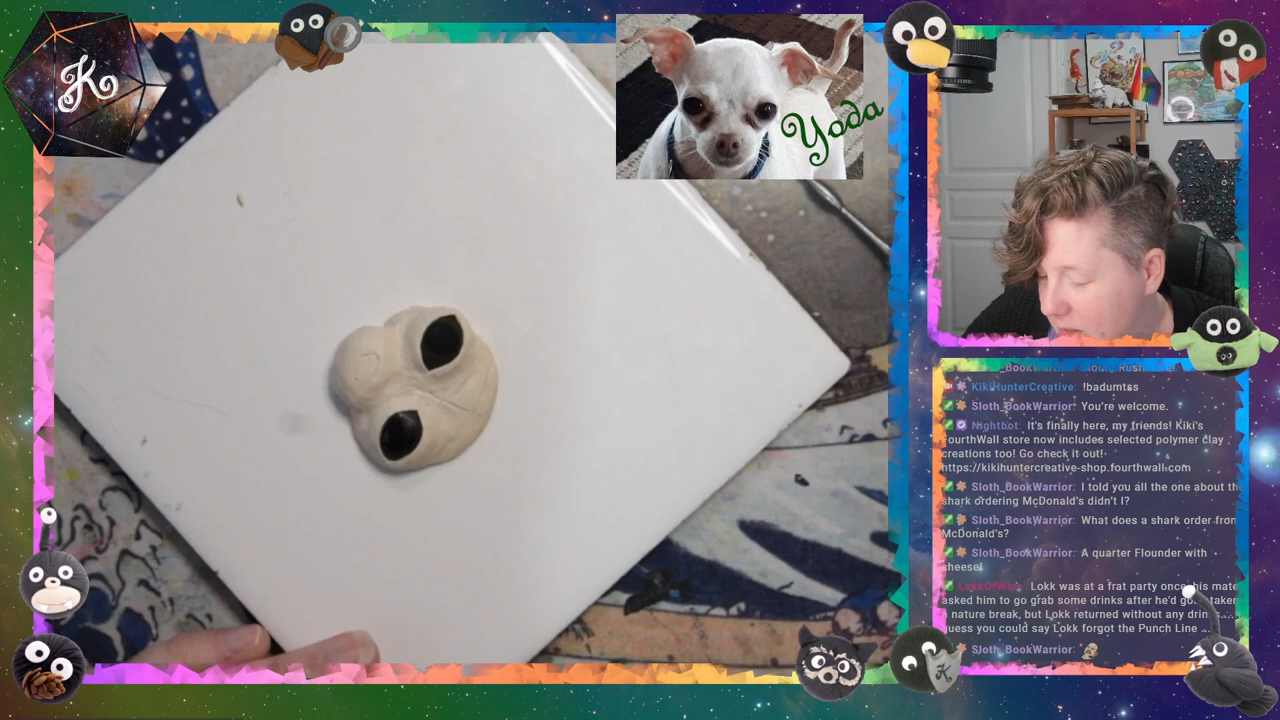 K
Yoda
KikiHunterCreative: !badumtss
Sloth_BookWarrior: You're welcome.
Nightbot: It's finally here, my friends! Kiki's
FourthWall store now includes selected polymer clay
creations too! Go check it out!
https://kikihuntercreative-shop.fourthwall.com
Sloth_BookWarrior: I told you all the one about th
shark ordering McDonald's didn't I?
Sloth_BookWarrior: What does a shark order from
McDonald's?
Sloth_BookWarrior: A quarter Flounder with
cheese!
Lokk was at a frat party once, his mate
asked him to go grab some drinks after he'd go
nature break, but Lokk returned without any
guess you could say Lokk forgot the Punch Line ...
Sloth_BookWarrior: